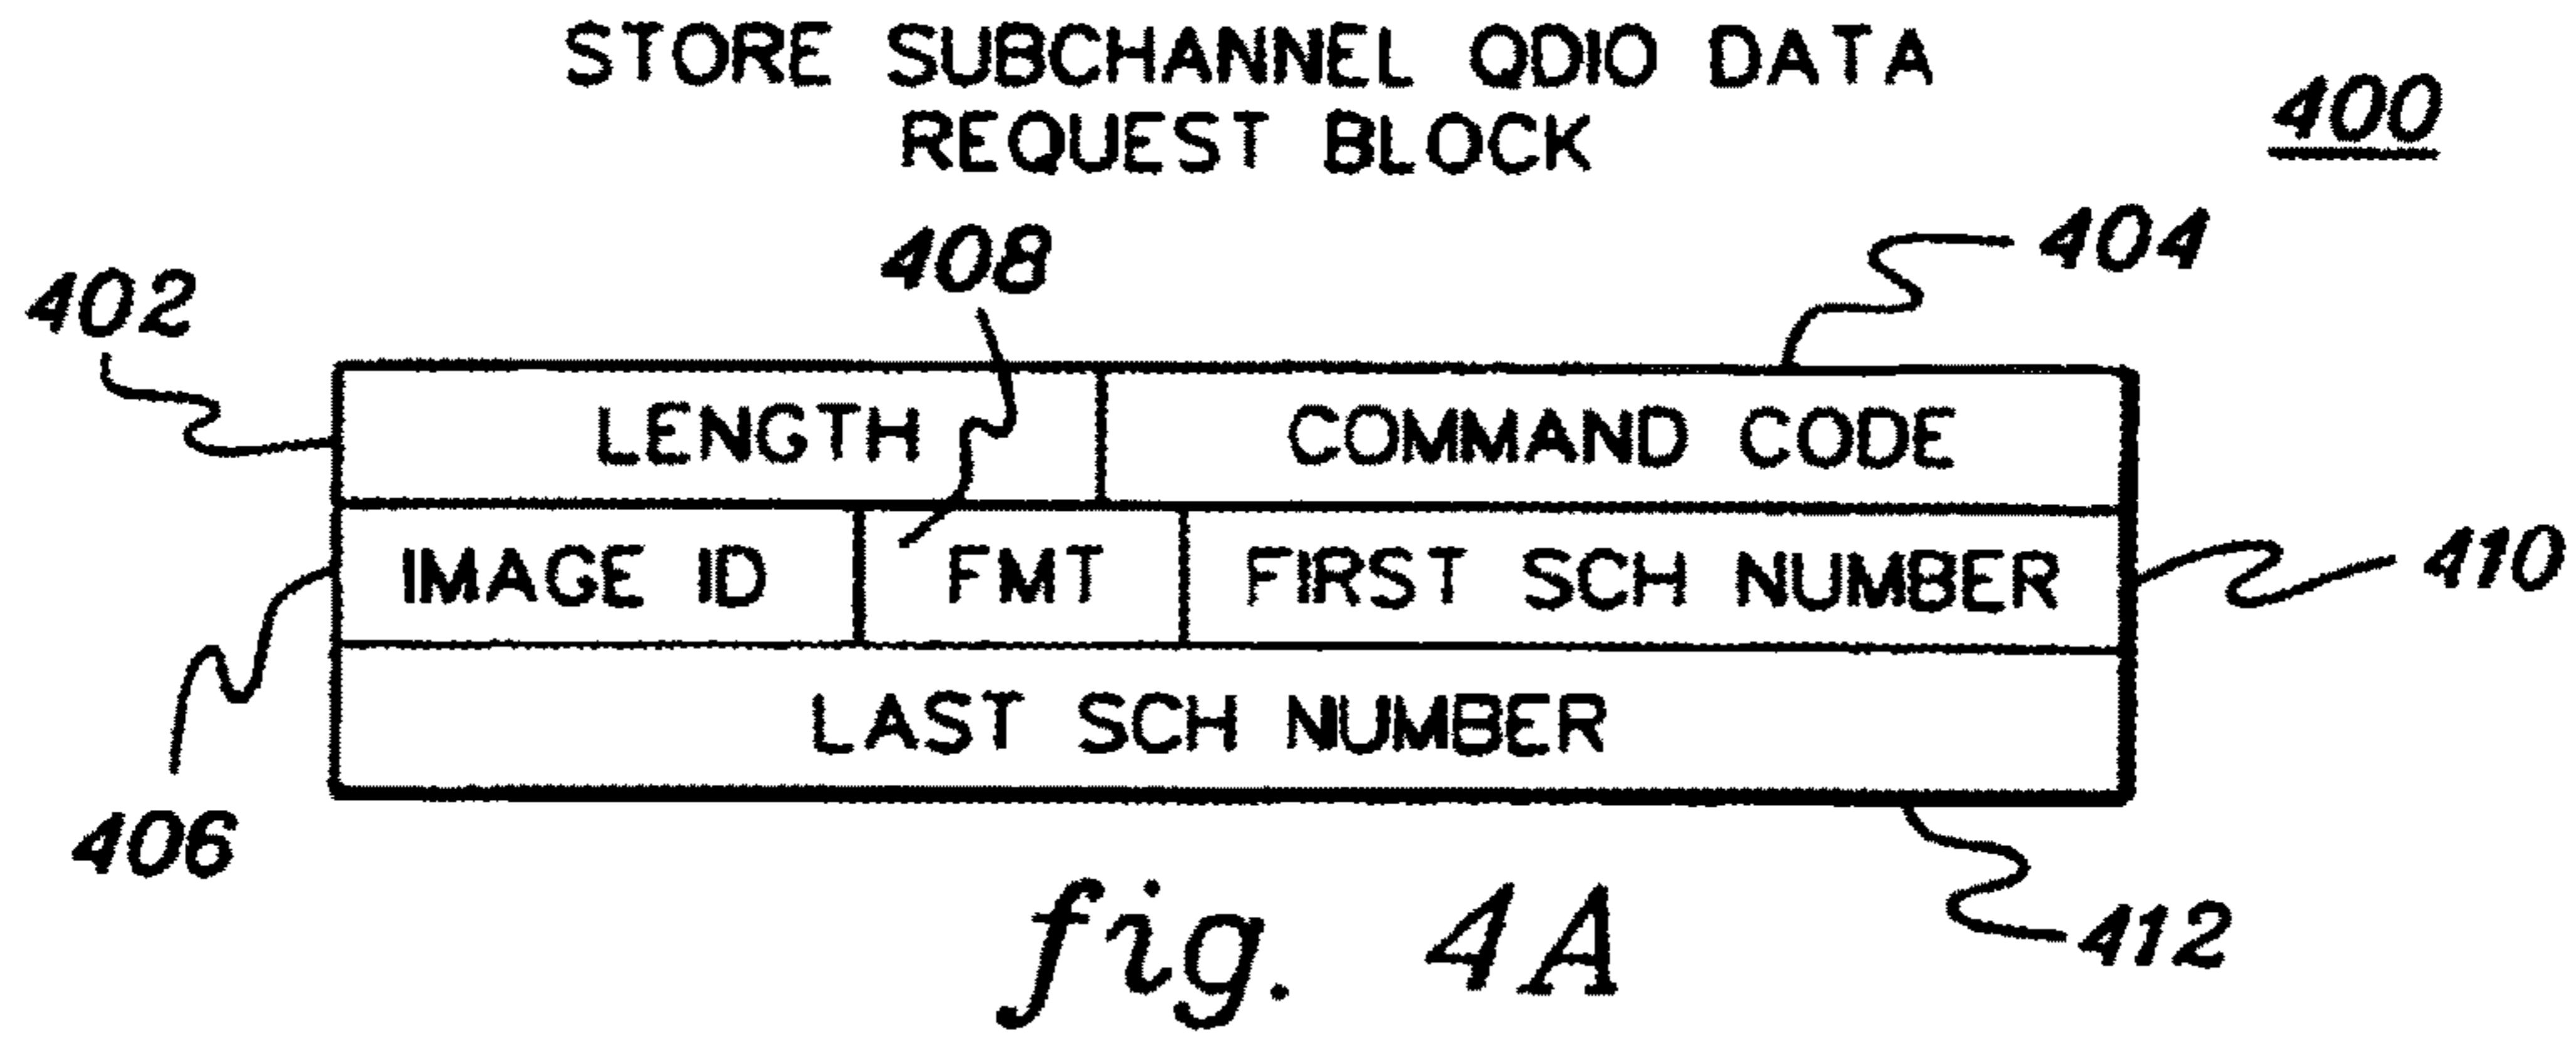 STORE SUBCHANNEL QDIO DATA
REQUEST BLOCK
400
404
408
402
LENGTH COMMAND CODE
IMAGE ID FMT FIRST SCH NUMBER
410
LAST SCH NUMBER
406
412
fig. 4A